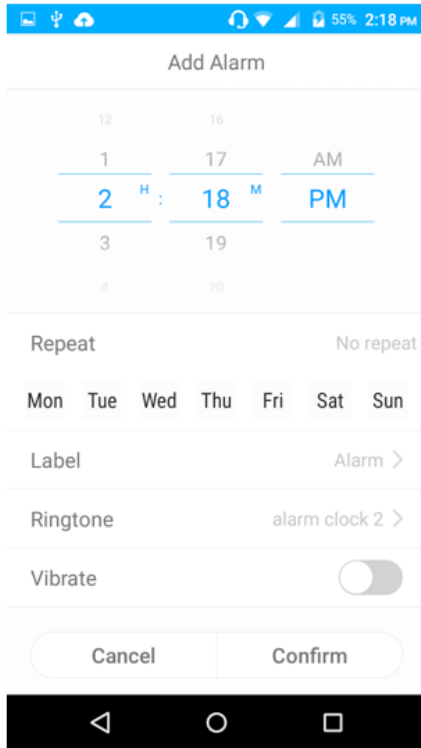 55% 2:18 PM
Add Alarm
12 16
1 17 AM
2 H : 18 M PM
3 19
4 20
Repeat No repeat
Mon Tue Wed Thu Fri Sat Sun
Label Alarm >
Ringtone alarm clock 2 >
Vibrate
Cancel Confirm